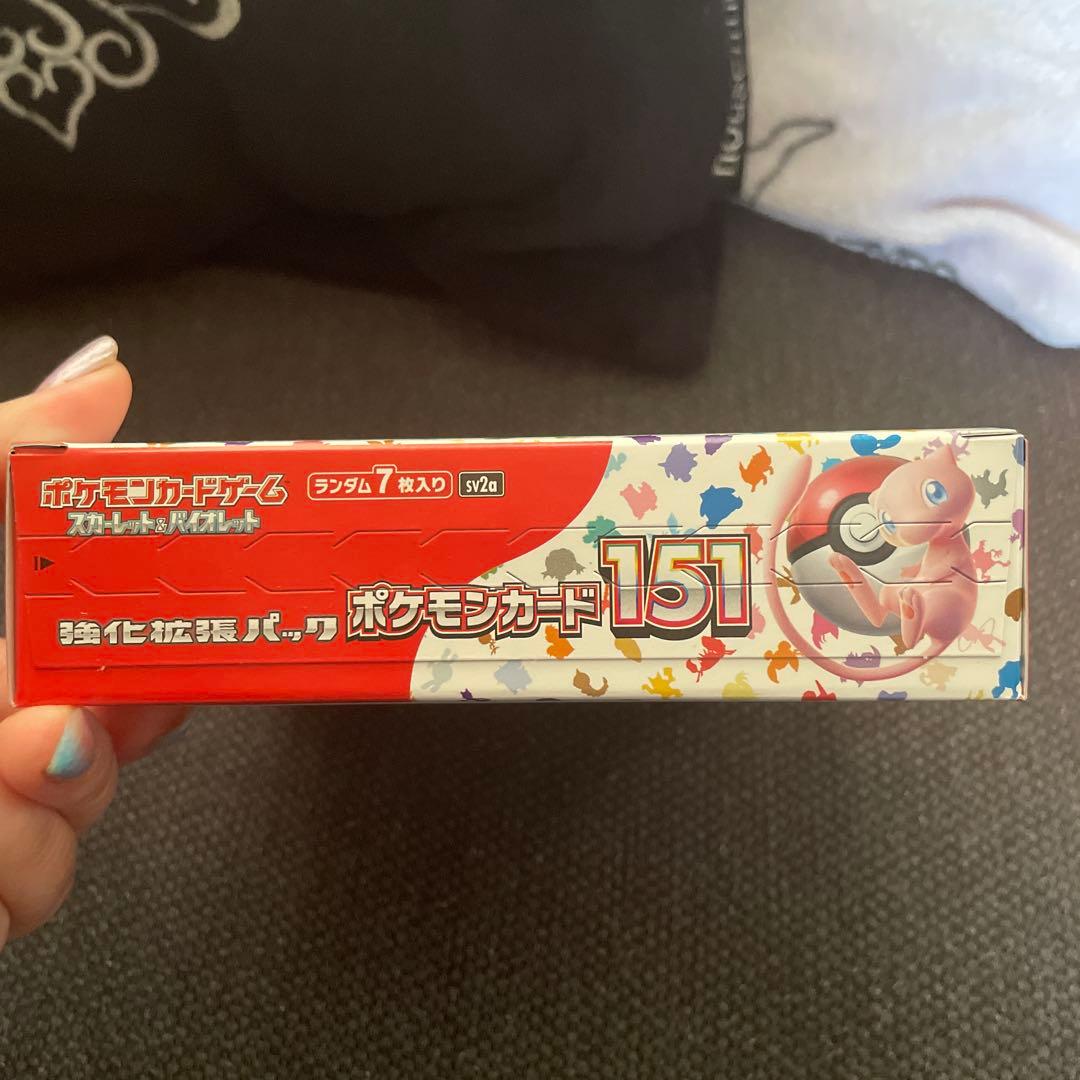 ポケモンカードゲーム
スカーレット&バイオレット
ランダム7枚入り
sv2a
強化拡張パック
ポケモンカード151